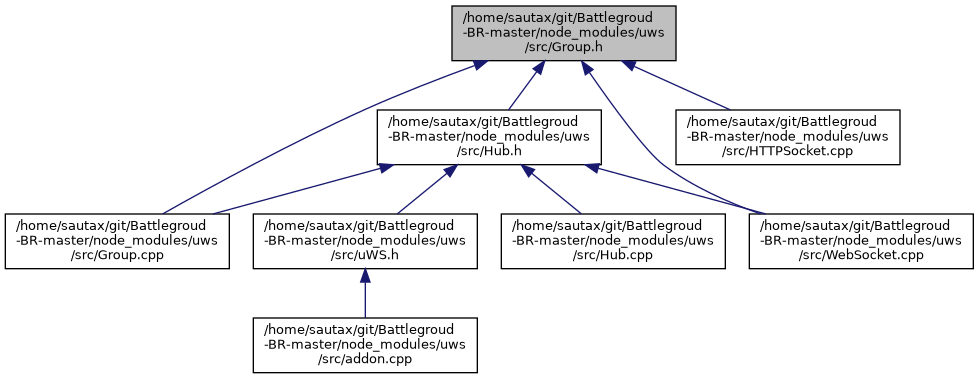 /home/sautax/git/Battlegroud
-BR-master/node_modules/uws
/src/Group.h
/home/sautax/git/Battlegroud
-BR-master/node_modules/uws
/src/Hub.h
/home/sautax/git/Battlegroud
-BR-master/node_modules/uws
/src/HTTPSocket.cpp
/home/sautax/git/Battlegroud
-BR-master/node_modules/uws
/src/Group.cpp
/home/sautax/git/Battlegroud
-BR-master/node_modules/uws
/src/uWS.h
/home/sautax/git/Battlegroud
-BR-master/node_modules/uws
/src/Hub.cpp
/home/sautax/git/Battlegroud
-BR-master/node_modules/uws
/src/WebSocket.cpp
/home/sautax/git/Battlegroud
-BR-master/node_modules/uws
/src/addon.cpp